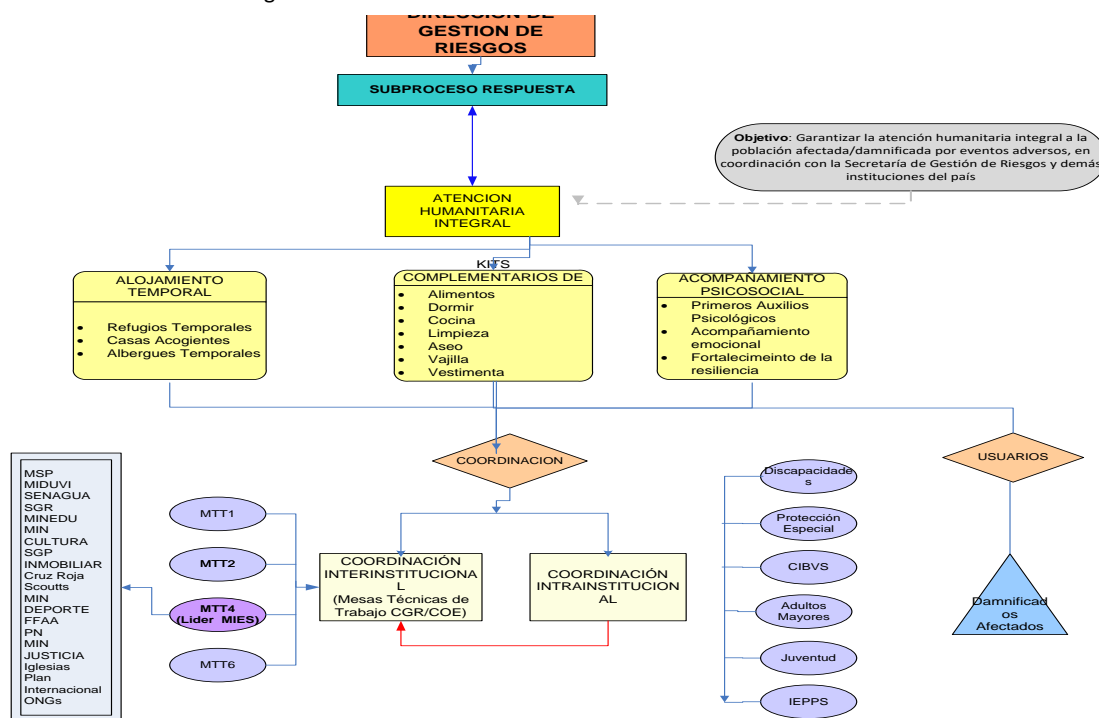 DIRECCION DE
GESTION DE
RIESGOS
SUBPROCESO RESPUESTA
Objetivo: Garantizar la atención humanitaria integral a la
población afectada/damnificada por eventos adversos, en
coordinación con la Secretaría de Gestión de Riesgos y demás
instituciones del país
ATENCION
HUMANITARIA
INTEGRAL
ALOJAMIENTO
TEMPORAL
• Refugios Temporales
• Casas Acogientes
• Albergues Temporales
KITS
COMPLEMENTARIOS DE
• Alimentos
• Dormir
• Cocina
• Limpieza
• Aseo
• Vajilla
• Vestimenta
ACOMPAÑAMIENTO
PSICOSOCIAL
• Primeros Auxilios
Psicológicos
• Acompañamiento
emocional
• Fortalecimeinto de la
resiliencia
COORDINACION
USUARIOS
MSP
MIDUVI
SENAGUA
SGR
MINEDU
MIN
CULTURA
SGP
INMOBILIAR
Cruz Roja
Scoutts
MIN
DEPORTE
FFAA
PN
MIN
JUSTICIA
Iglesias
Plan
Internacional
ONGs
MTT1
MTT2
MTT4
(Lider MIES)
MTT6
COORDINACIÓN
INTERINSTITUCIONA
L
(Mesas Técnicas de
Trabajo CGR/COE)
COORDINACIÓN
INTRAINSTITUCION
AL
Discapacidade
s
Protección
Especial
CIBVS
Adultos
Mayores
Juventud
IEPPS
Damnificad
os
Afectados